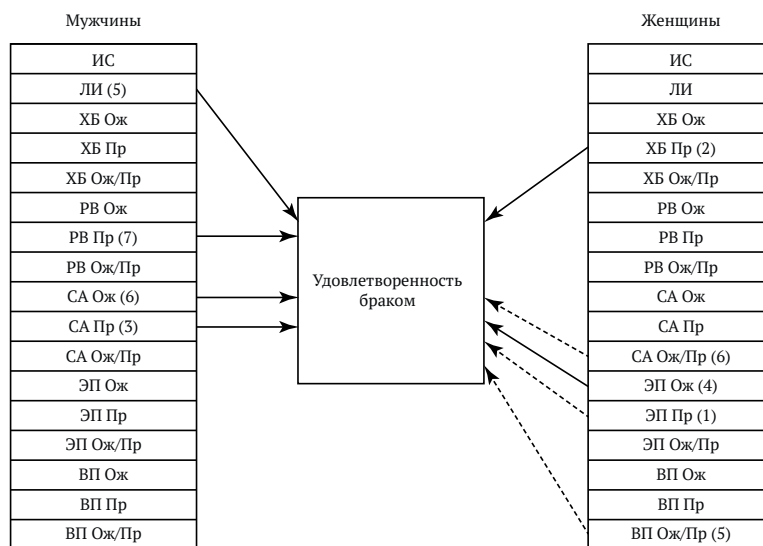 Мужчины
ИС
ЛИ (5)
ХБ Ож
ХБ Пр
ХБ Ож/Пр
РВ Ож
РВ Пр (7)
РВ Ож/Пр
СА Ож (6)
СА Пр (3)
СА Ож/Пр
ЭП Ож
ЭП Пр
ЭП Ож/Пр
ВП Ож
ВП Пр
ВП Ож/Пр
Удовлетворенность
браком
Женщины
ИС
ЛИ
ХБ Ож
ХБ Пр (2)
ХБ Ож/Пр
РВ Ож
РВ Пр
РВ Ож/Пр
СА Ож
СА Пр
СА Ож/Пр (6)
ЭП Ож (4)
ЭП Пр (1)
ЭП Ож/Пр
ВП Ож
ВП Пр
ВП Ож/Пр (5)